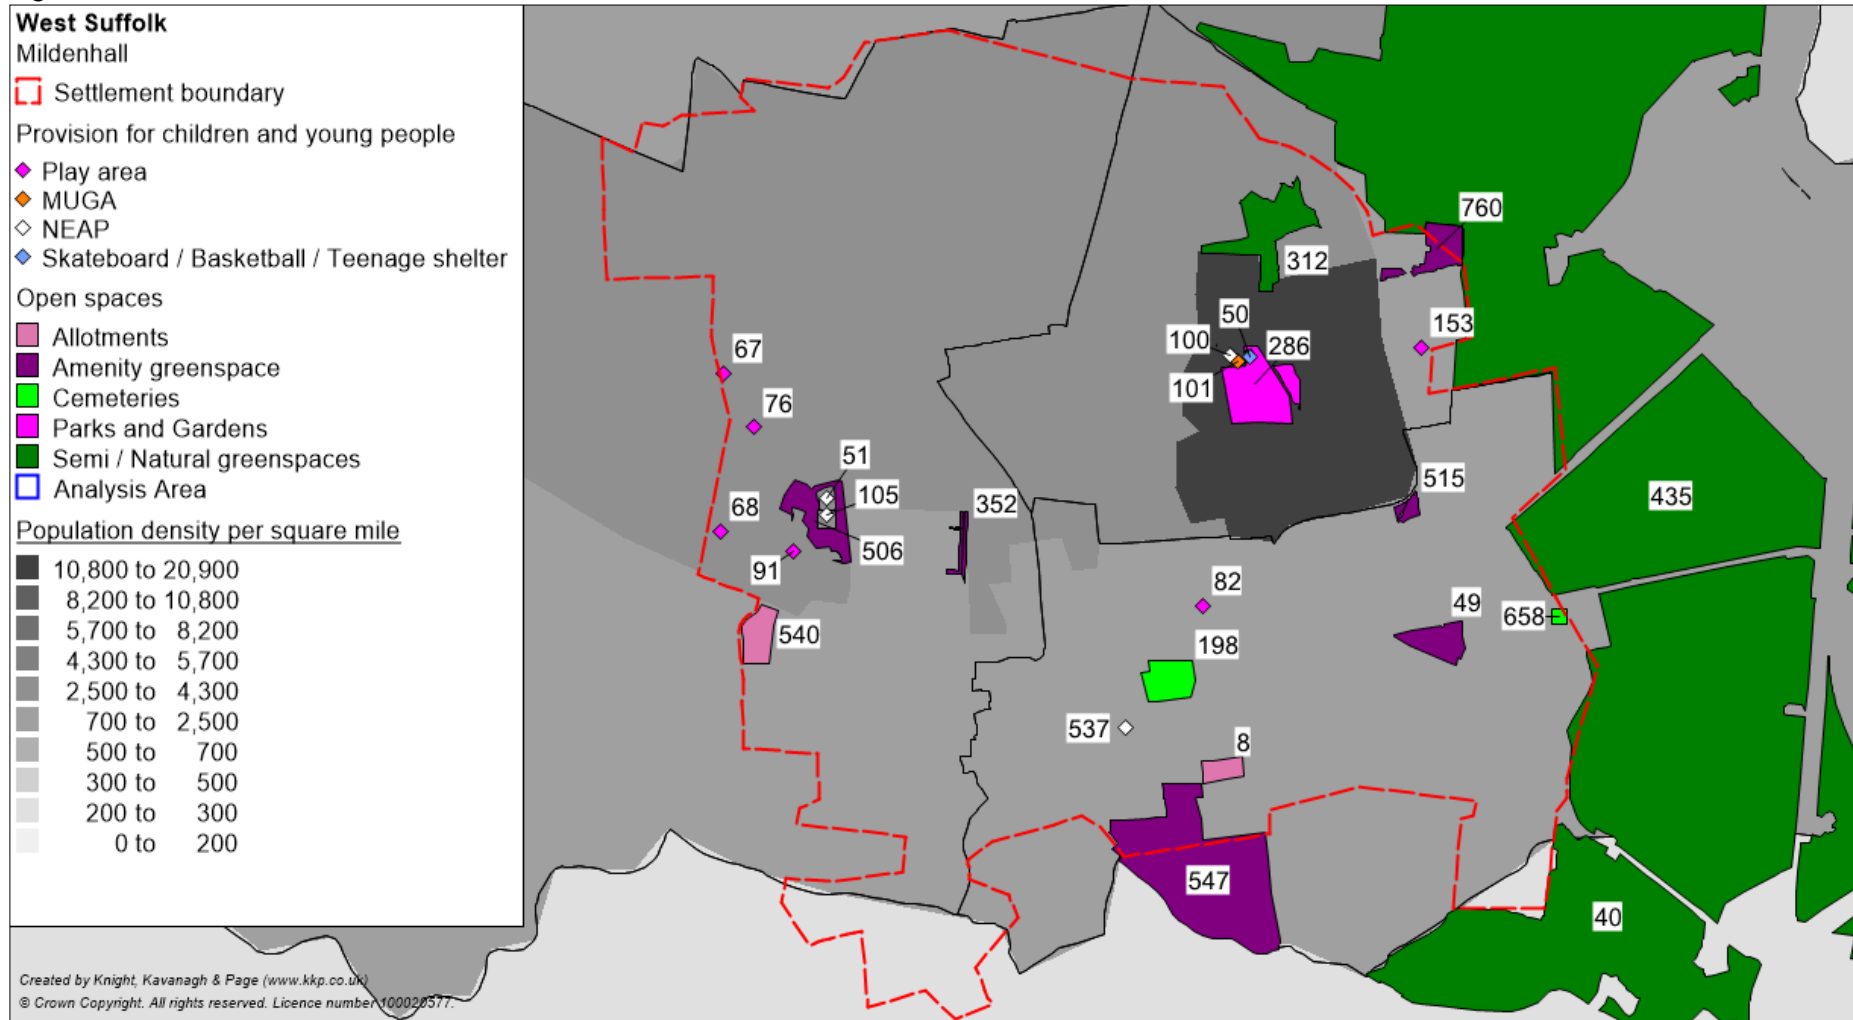 West Suffolk
Mildenhall
Settlement boundary
Provision for children and young people
Play area
MUGA
NEAP
Skateboard / Basketball / Teenage shelter
Open spaces
Allotments
Amenity greenspace
Cemeteries
Parks and Gardens
Semi / Natural greenspaces
Analysis Area
Population density per square mile
10,800 to 20,900
8,200 to 10,800
5,700 to 8,200
4,300 to 5,700
2,500 to 4,300
700 to 2,500
500 to 700
300 to 500
200 to 300
0 to 200
Created by Knight, Kavanagh & Page (www.kkp.co.uk)
© Crown Copyright. All rights reserved. Licence number 100020577.
760
312
50
153
100
286
67
101
76
51
515
105
352
435
68
506
91
82
49
658
540
198
537
8
547
40